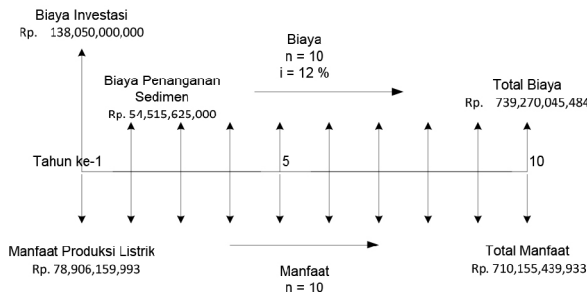 Biaya Investasi
Rp. 138,050,000,000
Biaya
n = 10
i = 12 %
Biaya Penanganan
Sedimen
Rp. 54,515,625,000
Total Biaya
Rp. 739,270,045,484
Tahun ke-1
5
10
Manfaat Produksi Listrik
Rp. 78,906,159,993
Manfaat
n = 10
Total Manfaat
Rp. 710,155,439,933